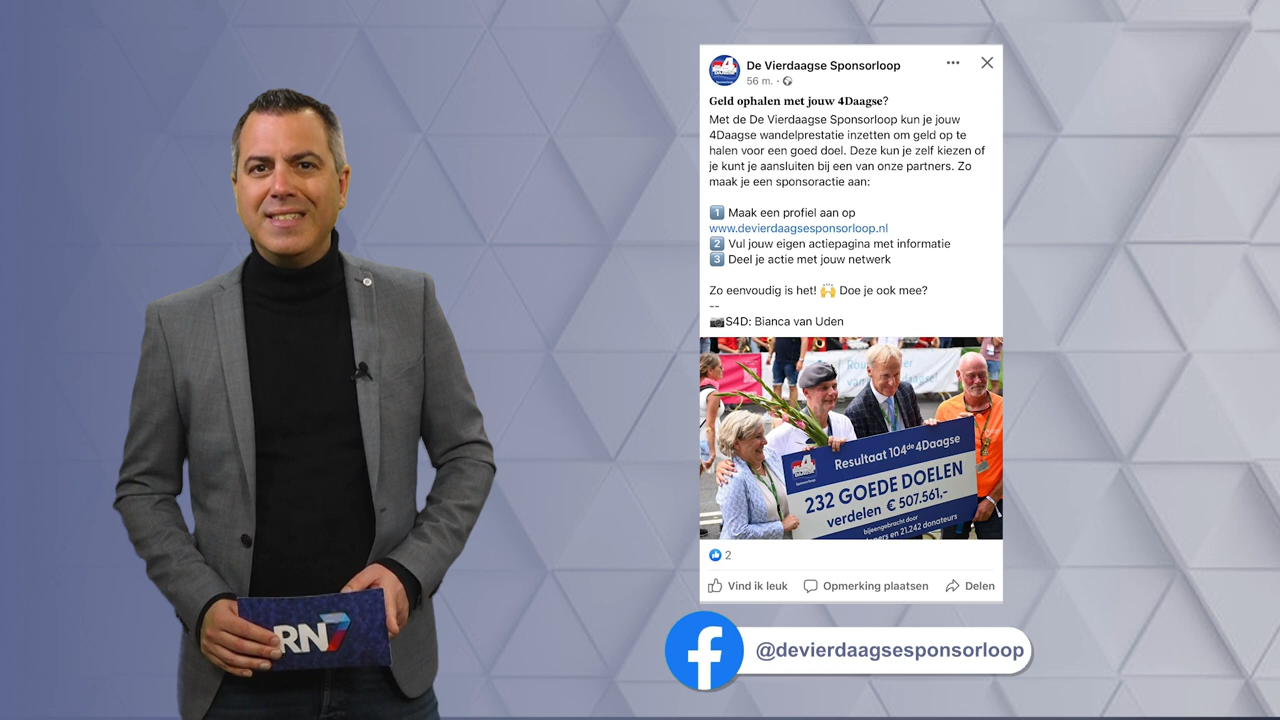 De Vierdaagse Sponsorloop
56 m.
Geld ophalen met jouw 4Daagse?
Met de De Vierdaagse Sponsorloop kun je jouw
4Daagse wandelprestatie inzetten om geld op te
halen voor een goed doel. Deze kun je zelf kiezen of
je kunt je aansluiten bij een van onze partners. Zo
maak je een sponsoractie aan:
1 Maak een profiel aan op
www.devierdaagsesponsorloop.nl
2 Vul jouw eigen actiepagina met informatie
3 Deel je actie met jouw netwerk
Zo eenvoudig is het! 🙌 Doe je ook mee?
--
📷S4D: Bianca van Uden
Resultaat 104de 4Daagse
232 GOEDE DOELEN
verdelen € 507.561,-
bijeengebracht door
en 21.242 donateurs
2
Vind ik leuk
Opmerking plaatsen
Delen
@devierdaagsesponsorloop
RN7